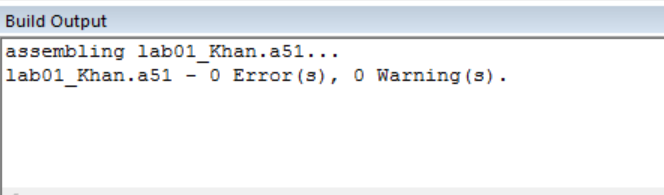 Build Output
assembling lab01_Khan.a51...
lab01_Khan.a51 - 0 Error(s), 0 Warning(s).